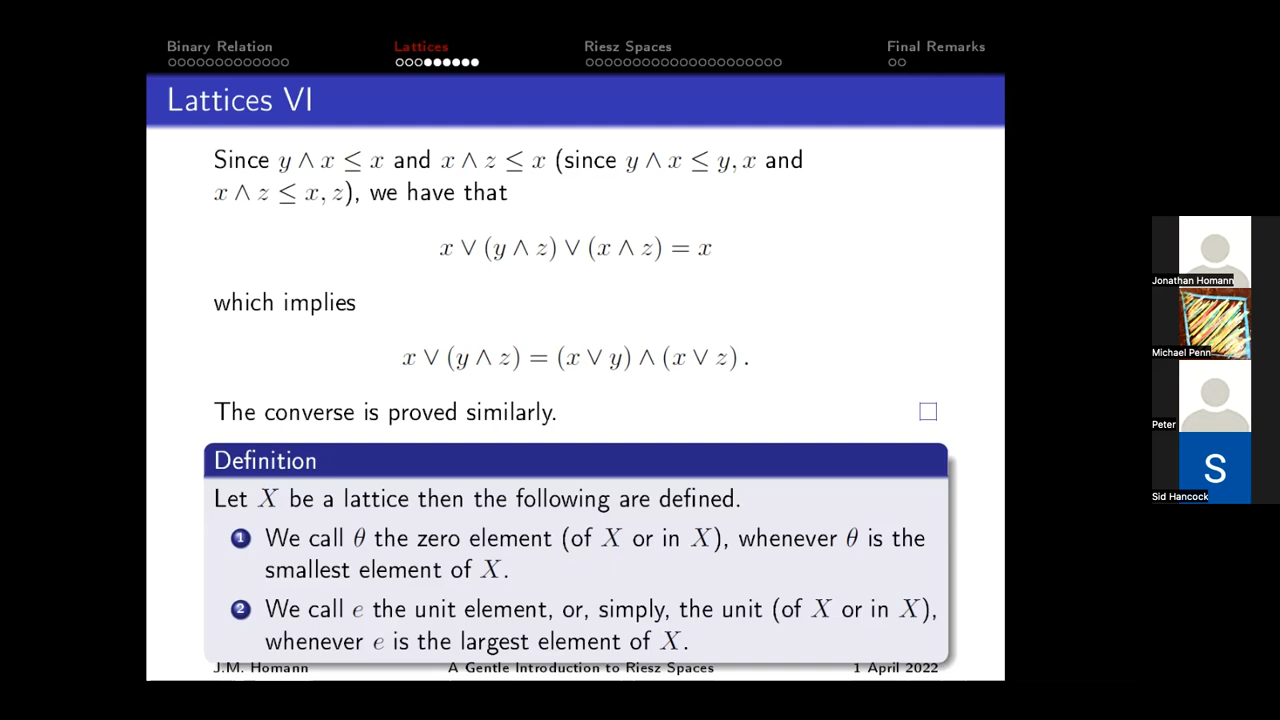 Binary Relation Lattices Riesz Spaces Final Remarks
Lattices VI
Since y ∧ x ≤ x and x ∧ z ≤ x (since y ∧ x ≤ y, x and
x ∧ z ≤ x, z), we have that
x ∨ (y ∧ z) ∨ (x ∧ z) = x
which implies
x ∨ (y ∧ z) = (x ∨ y) ∧ (x ∨ z) .
The converse is proved similarly. □
Definition
Let X be a lattice then the following are defined.
1 We call θ the zero element (of X or in X), whenever θ is the
smallest element of X.
2 We call e the unit element, or, simply, the unit (of X or in X),
whenever e is the largest element of X.
J.M. Homann A Gentle Introduction to Riesz Spaces 1 April 2022
Jonathan Homann
Michael Penn
Peter
S
Sid Hancock